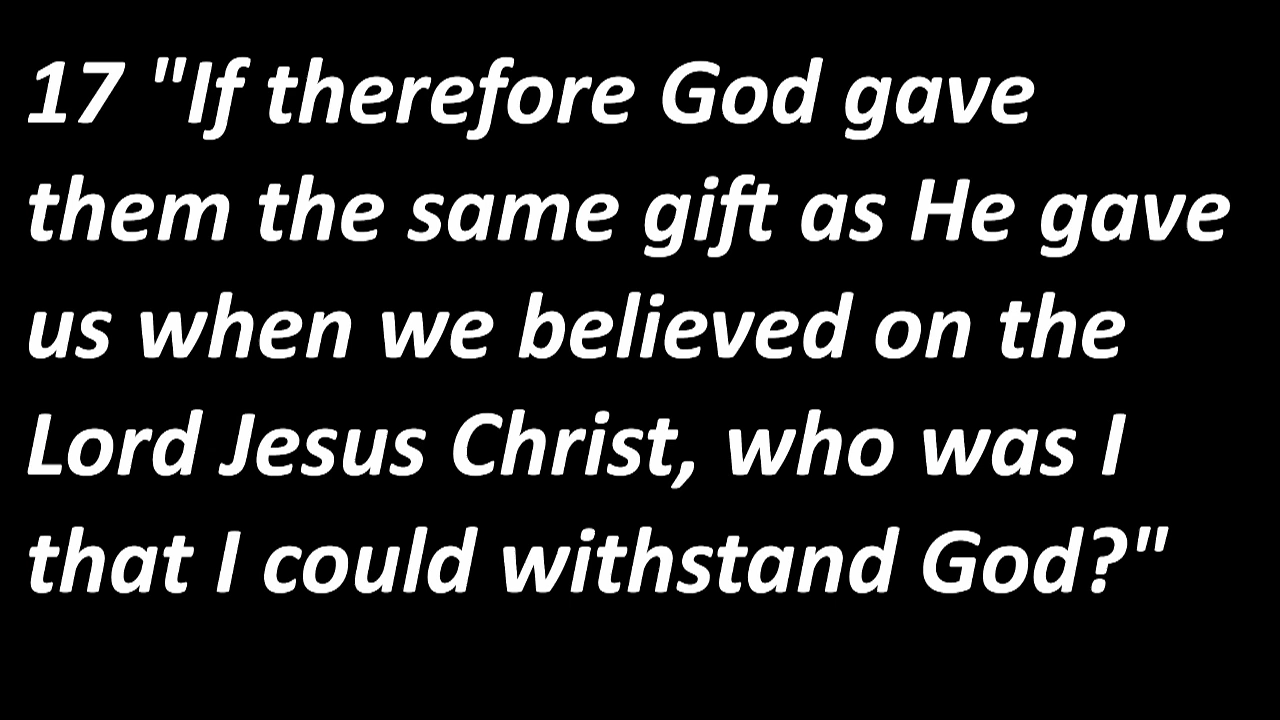 17 "If therefore God gave
them the same gift as He gave
us when we believed on the
Lord Jesus Christ, who was I
that I could withstand God?"